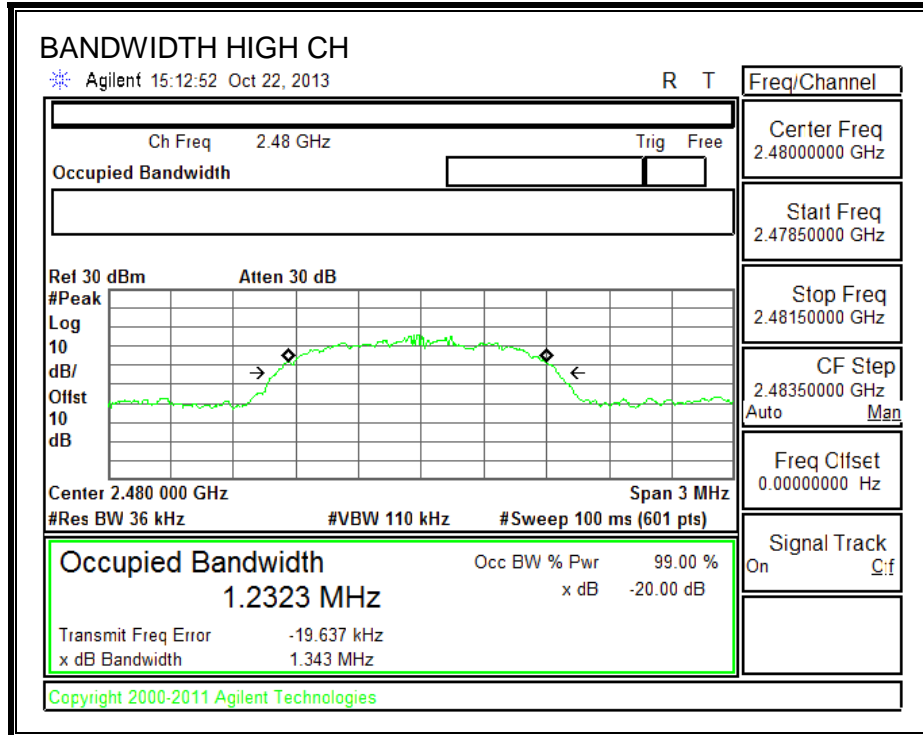 BANDWIDTH HIGH CH
Agilent 15:12:52 Oct 22, 2013 R T
Ch Freq 2.48 GHz Trig Free
Occupied Bandwidth
Ref 30 dBm Atten 30 dB
#Peak
Log
10
dB/
Offst
10
dB
Center 2.480 000 GHz Span 3 MHz
#Res BW 36 kHz #VBW 110 kHz #Sweep 100 ms (601 pts)
Occupied Bandwidth
1.2323 MHz
Occ BW % Pwr 99.00 %
x dB -20.00 dB
Transmit Freq Error -19.637 kHz
x dB Bandwidth 1.343 MHz
Copyright 2000-2011 Agilent Technologies
Freq/Channel
Center Freq
2.48000000 GHz
Start Freq
2.47850000 GHz
Stop Freq
2.48150000 GHz
CF Step
2.48350000 GHz
Auto Man
Freq Offset
0.00000000 Hz
Signal Track
On Off